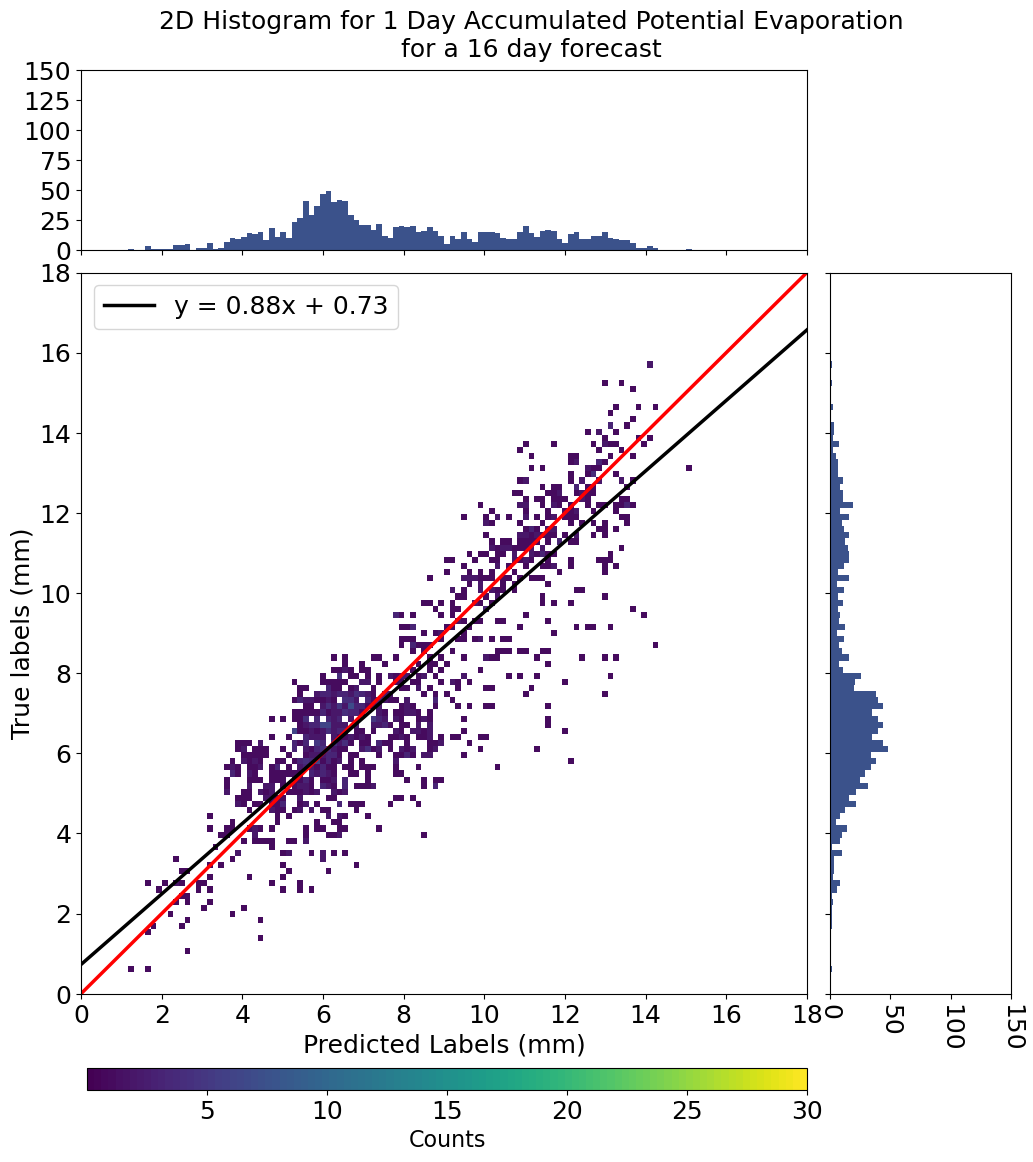 2D Histogram for 1 Day Accumulated Potential Evaporation
for a 16 day forecast
150
125
100
75
50
25
0
18
16
14
12
10
8
6
4
2
0
y = 0.88x + 0.73
True labels (mm)
0 2 4 6 8 10 12 14 16 18
Predicted Labels (mm)
0 50 100 150
5 10 15 20 25 30
Counts